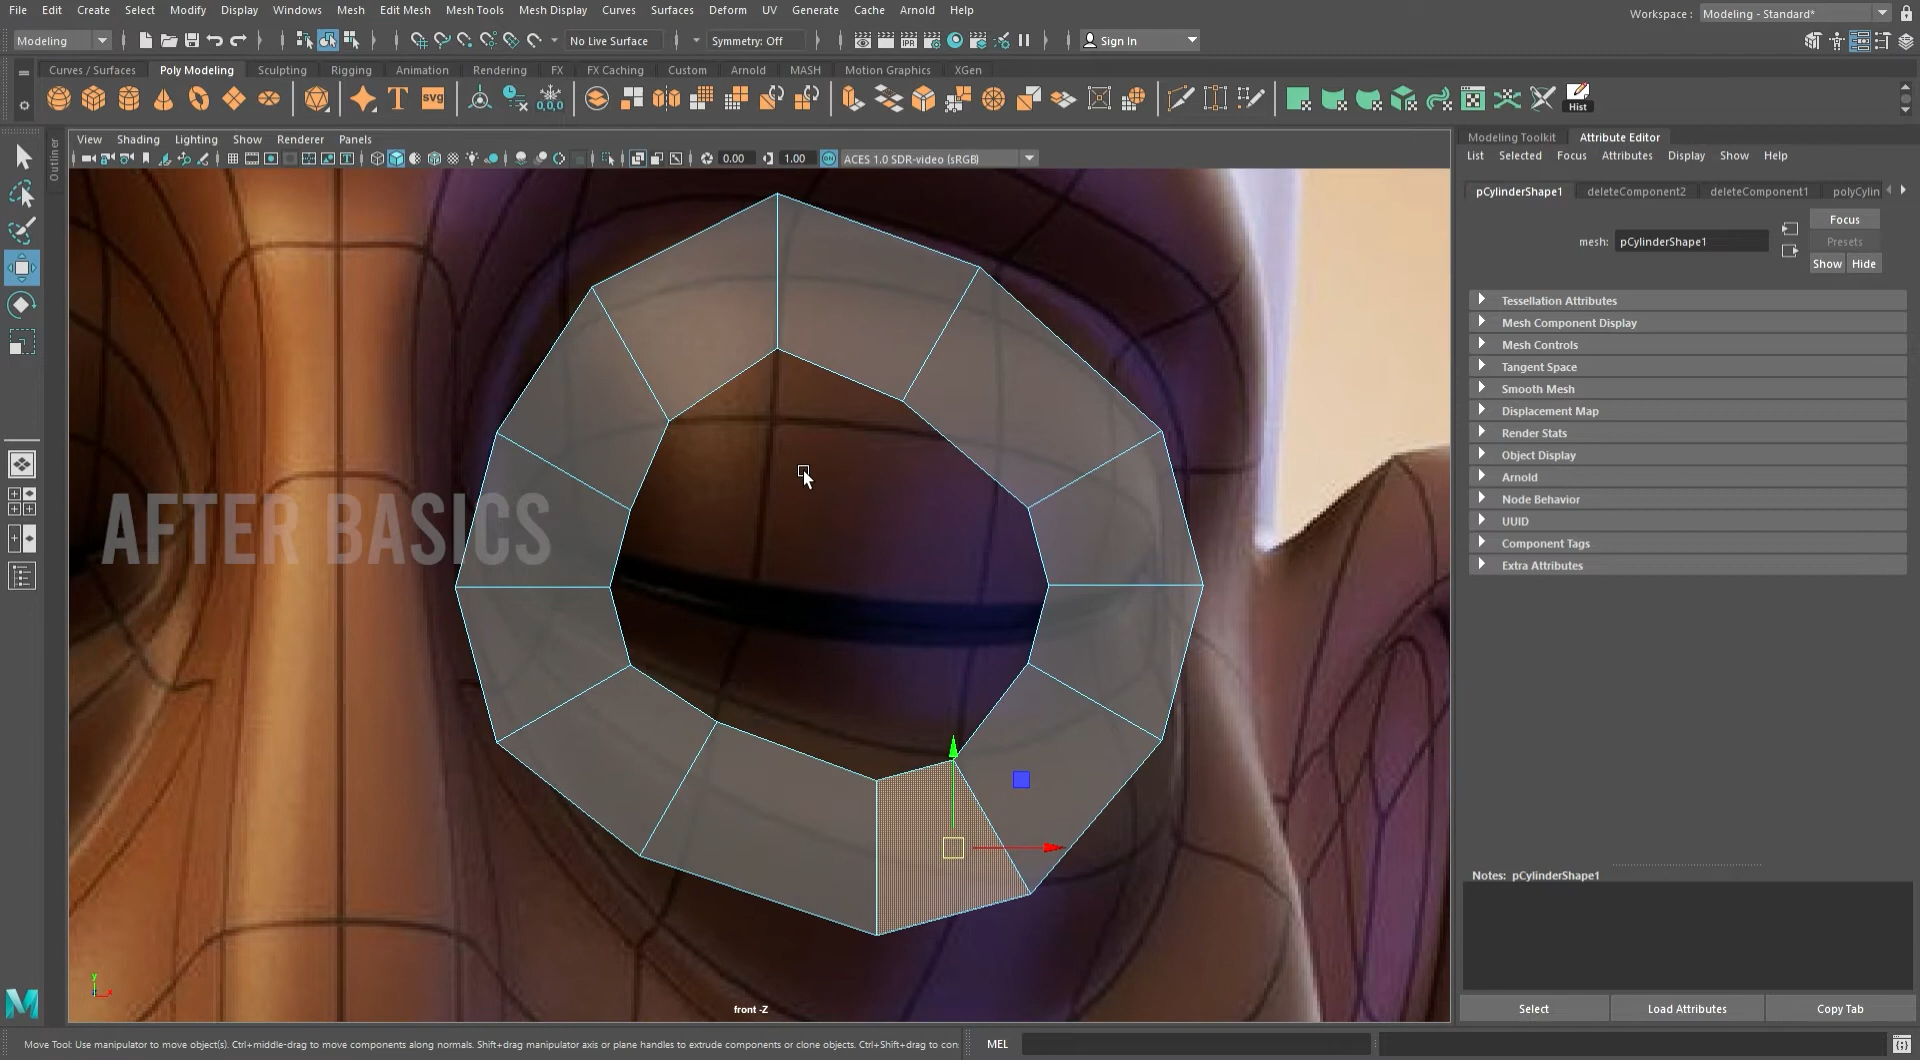 File Edit Create Select Modify Display Windows Mesh Edit Mesh Mesh Tools Mesh Display Curves Surfaces Deform UV Generate Cache Arnold Help
Workspace : Modeling - Standard*
Modeling No Live Surface Symmetry: Off Sign In
Curves / Surfaces Poly Modeling Sculpting Rigging Animation Rendering FX FX Caching Custom Arnold MASH Motion Graphics XGen
T SVG 0,0,0 Hist
View Shading Lighting Show Renderer Panels
0.00 1.00 ACES 1.0 SDR-video (sRGB)
Outliner
Modeling Toolkit Attribute Editor
List Selected Focus Attributes Display Show Help
pCylinderShape1 deleteComponent2 deleteComponent1 polyCylin
Focus
mesh: pCylinderShape1
Presets
Show Hide
Tessellation Attributes
Mesh Component Display
Mesh Controls
Tangent Space
Smooth Mesh
Displacement Map
Render Stats
Object Display
Arnold
Node Behavior
UUID
Component Tags
Extra Attributes
AFTER BASICS
Notes: pCylinderShape1
y
x
front -Z
Select Load Attributes Copy Tab
Move Tool: Use manipulator to move object(s). Ctrl+middle-drag to move components along normals. Shift+drag manipulator axis or plane handles to extrude components or clone objects. Ctrl+Shift+drag to con
MEL